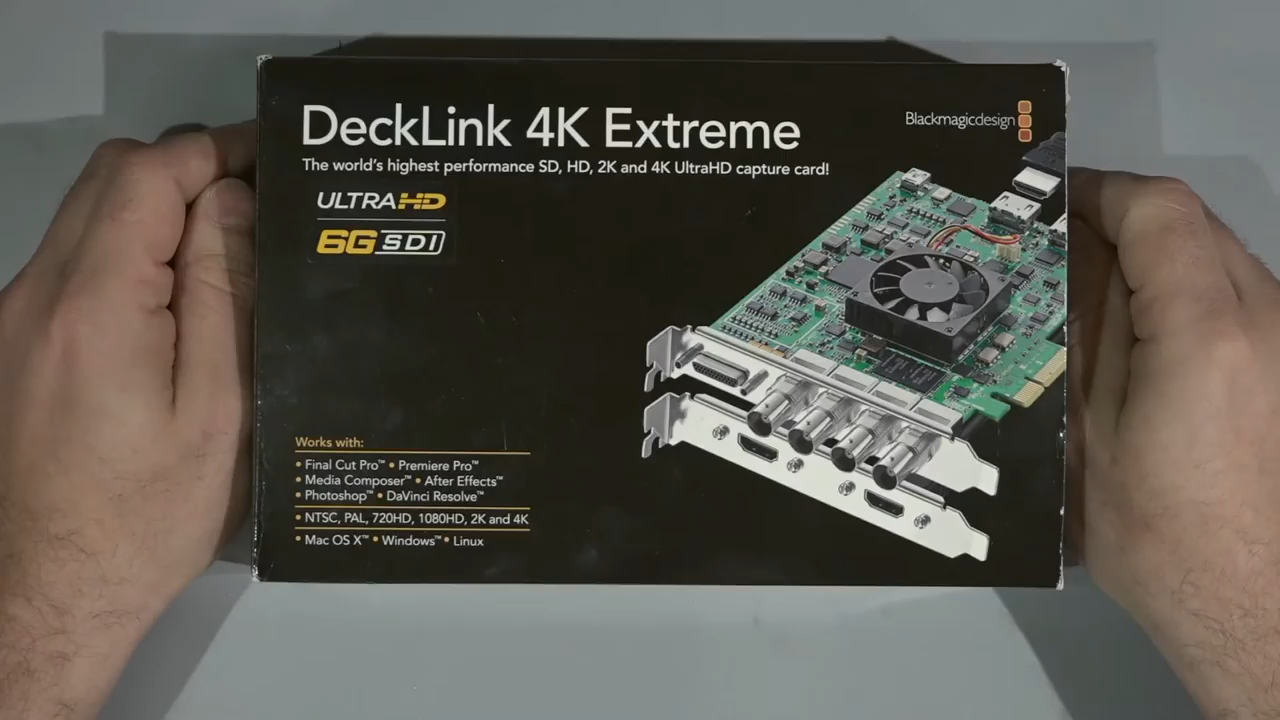 DeckLink 4K Extreme
Blackmagicdesign
The world's highest performance SD, HD, 2K and 4K UltraHD capture card!
ULTRAHD
6G SDI
Works with:
• Final Cut Pro™ • Premiere Pro™
• Media Composer™ • After Effects™
• Photoshop™ • DaVinci Resolve™
• NTSC, PAL, 720HD, 1080HD, 2K and 4K
• Mac OS X™ • Windows™ • Linux